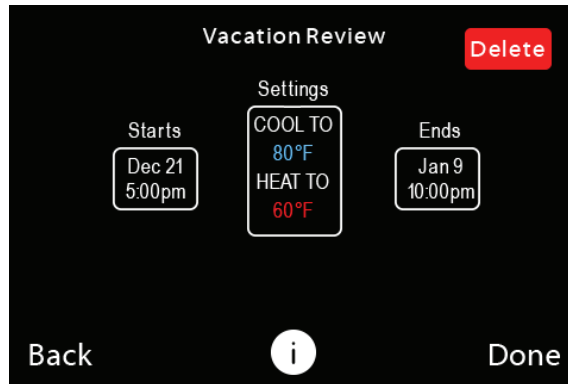 Vacation Review
Delete
Settings
Starts
COOL TO
80°F
HEAT TO
60°F
Ends
Dec 21
5:00pm
Jan 9
10:00pm
Back
i
Done